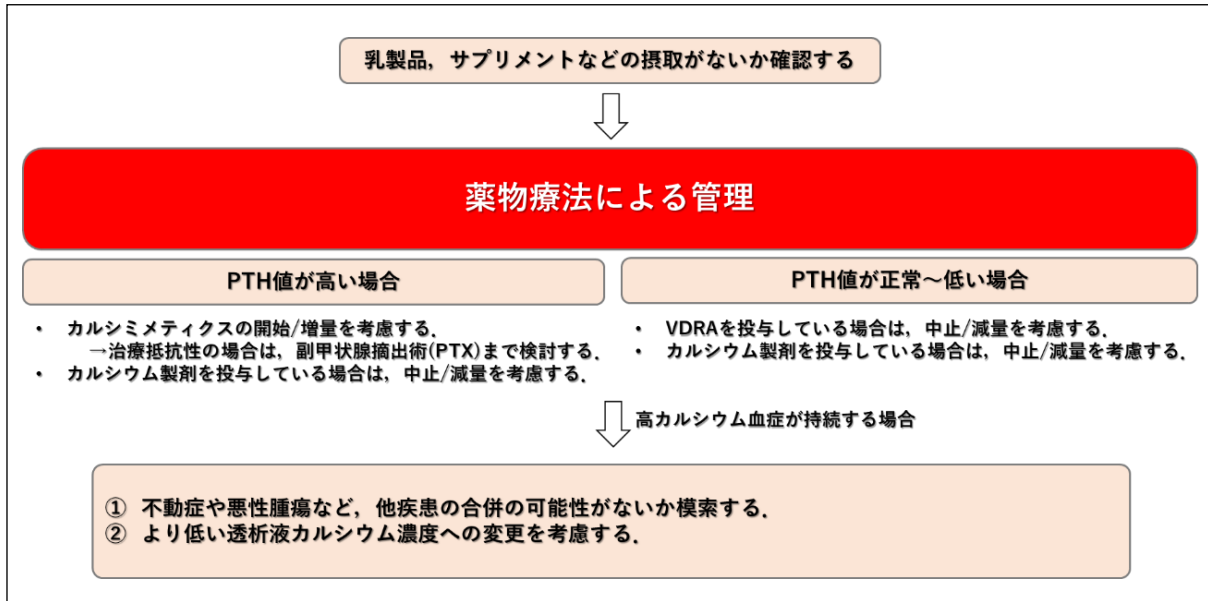 乳製品，サプリメントなどの摂取がないか確認する
薬物療法による管理
PTH値が高い場合
・ カルシミメティクスの開始/増量を考慮する．
→治療抵抗性の場合は，副甲状腺摘出術(PTX)まで検討する．
・ カルシウム製剤を投与している場合は，中止/減量を考慮する．
PTH値が正常～低い場合
・ VDRAを投与している場合は，中止/減量を考慮する．
・ カルシウム製剤を投与している場合は，中止/減量を考慮する．
高カルシウム血症が持続する場合
① 不動症や悪性腫瘍など，他疾患の合併の可能性がないか模索する．
② より低い透析液カルシウム濃度への変更を考慮する．